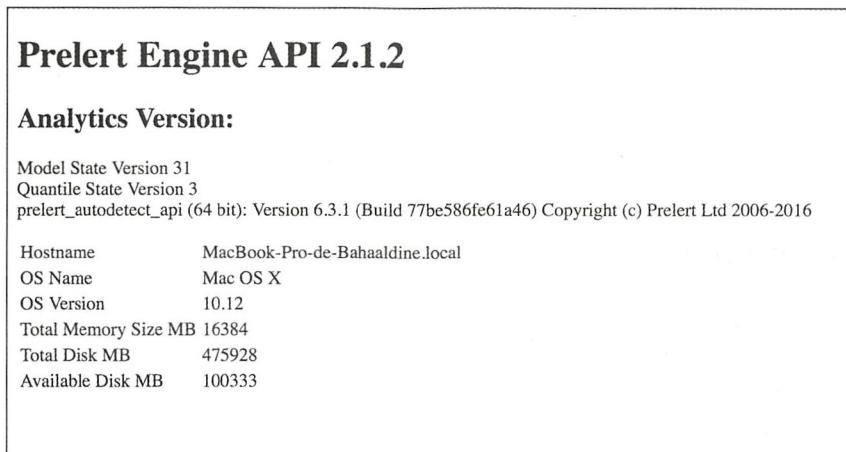 Prelert Engine API 2.1.2
Analytics Version:
Model State Version 31
Quantile State Version 3
prelert_autodetect_api (64 bit): Version 6.3.1 (Build 77be586fe61a46) Copyright (c) Prelert Ltd 2006-2016
Hostname MacBook-Pro-de-Bahaaldine.local
OS Name Mac OS X
OS Version 10.12
Total Memory Size MB 16384
Total Disk MB 475928
Available Disk MB 100333